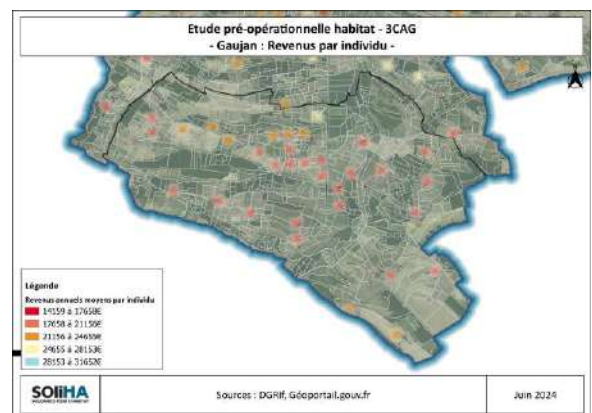 Etude pré-opérationnelle habitat - 3CAG
- Gaujan : Revenus par individu -
Légende
Revenus annuels moyens par individu
14159 à 17658€
17658 à 21156€
21156 à 24655€
24655 à 28153€
28153 à 31652€
SOLIHA
Sources : DGRIF, Géoportail.gouv.fr
Juin 2024